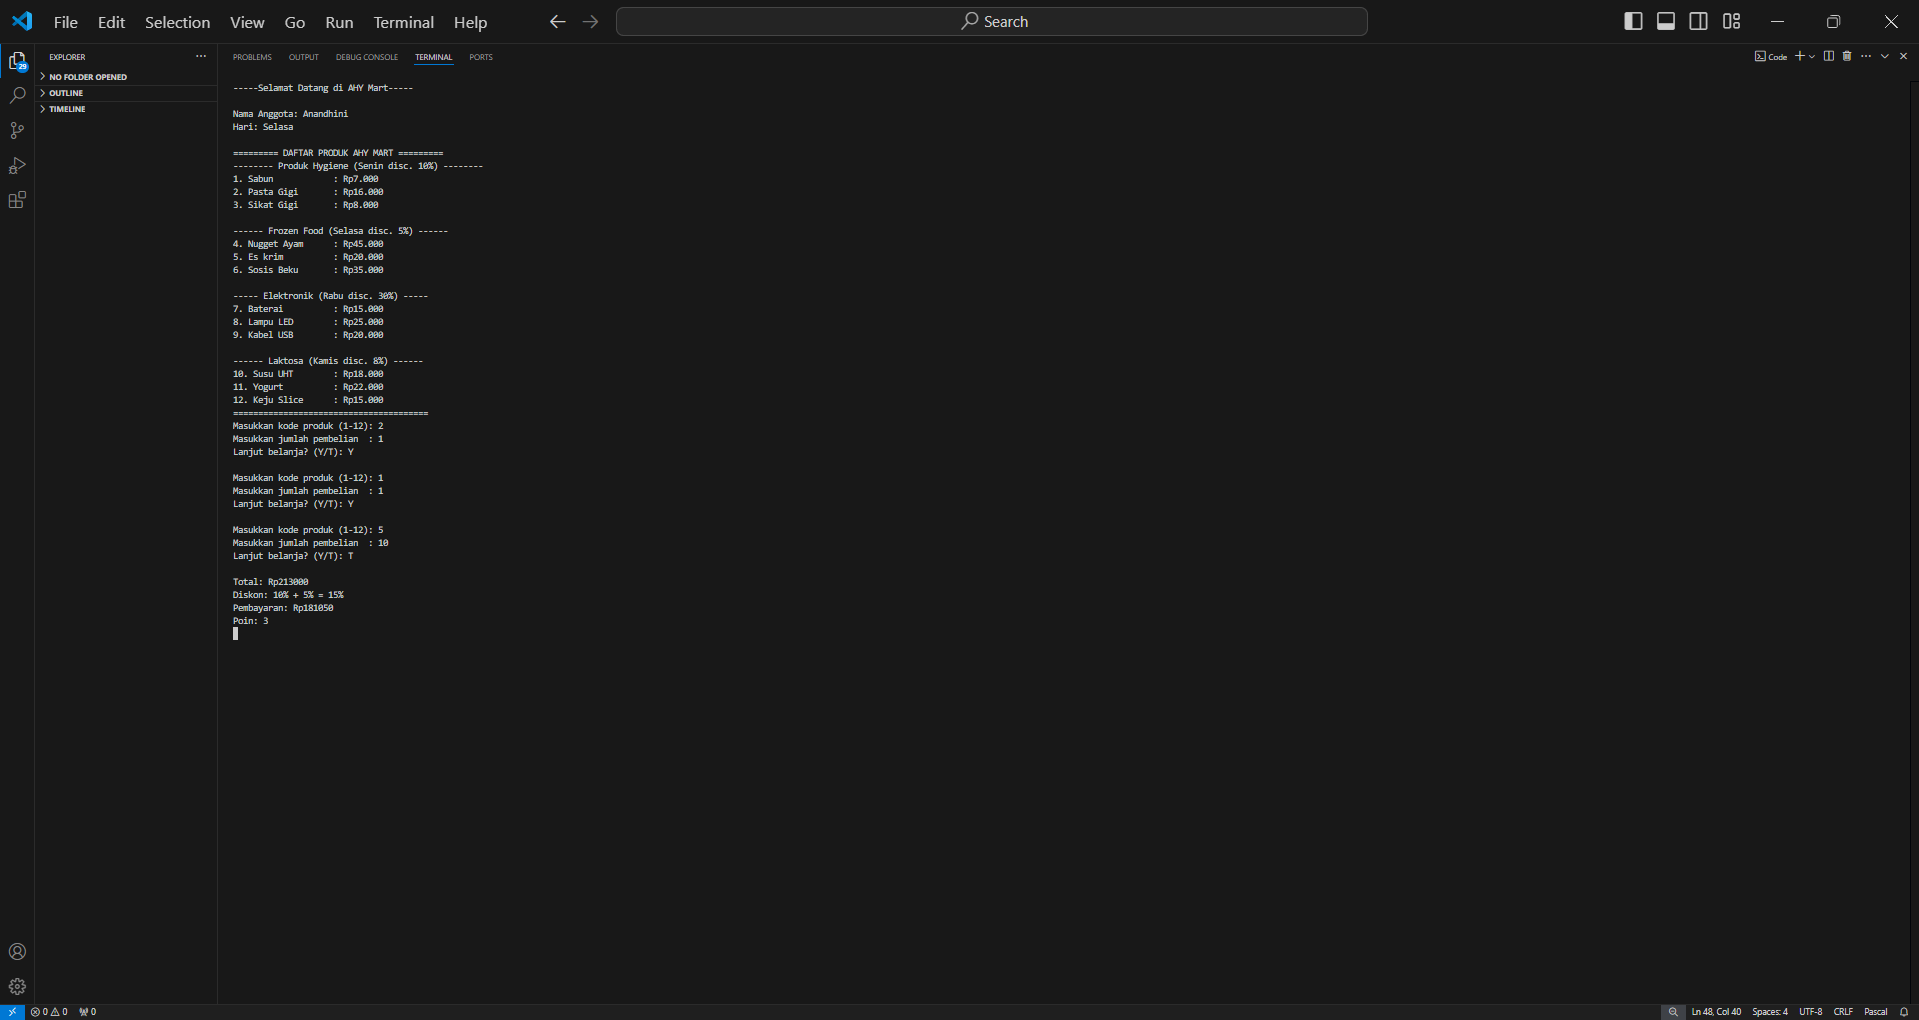 File Edit Selection View Go Run Terminal Help
Search
EXPLORER
NO FOLDER OPENED
OUTLINE
TIMELINE
29
PROBLEMS OUTPUT DEBUG CONSOLE TERMINAL PORTS
Code
-----Selamat Datang di AHY Mart-----
Nama Anggota: Anandhini
Hari: Selasa
========= DAFTAR PRODUK AHY MART =========
-------- Produk Hygiene (Senin disc. 10%) --------
1. Sabun : Rp7.000
2. Pasta Gigi : Rp16.000
3. Sikat Gigi : Rp8.000
------ Frozen Food (Selasa disc. 5%) ------
4. Nugget Ayam : Rp45.000
5. Es krim : Rp20.000
6. Sosis Beku : Rp35.000
----- Elektronik (Rabu disc. 30%) -----
7. Baterai : Rp15.000
8. Lampu LED : Rp25.000
9. Kabel USB : Rp20.000
------ Laktosa (Kamis disc. 8%) ------
10. Susu UHT : Rp18.000
11. Yogurt : Rp22.000
12. Keju Slice : Rp15.000
=======================================
Masukkan kode produk (1-12): 2
Masukkan jumlah pembelian : 1
Lanjut belanja? (Y/T): Y
Masukkan kode produk (1-12): 1
Masukkan jumlah pembelian : 1
Lanjut belanja? (Y/T): Y
Masukkan kode produk (1-12): 5
Masukkan jumlah pembelian : 10
Lanjut belanja? (Y/T): T
Total: Rp213000
Diskon: 10% + 5% = 15%
Pembayaran: Rp181050
Poin: 3
0 0 0
Ln 48, Col 40 Spaces: 4 UTF-8 CRLF Pascal